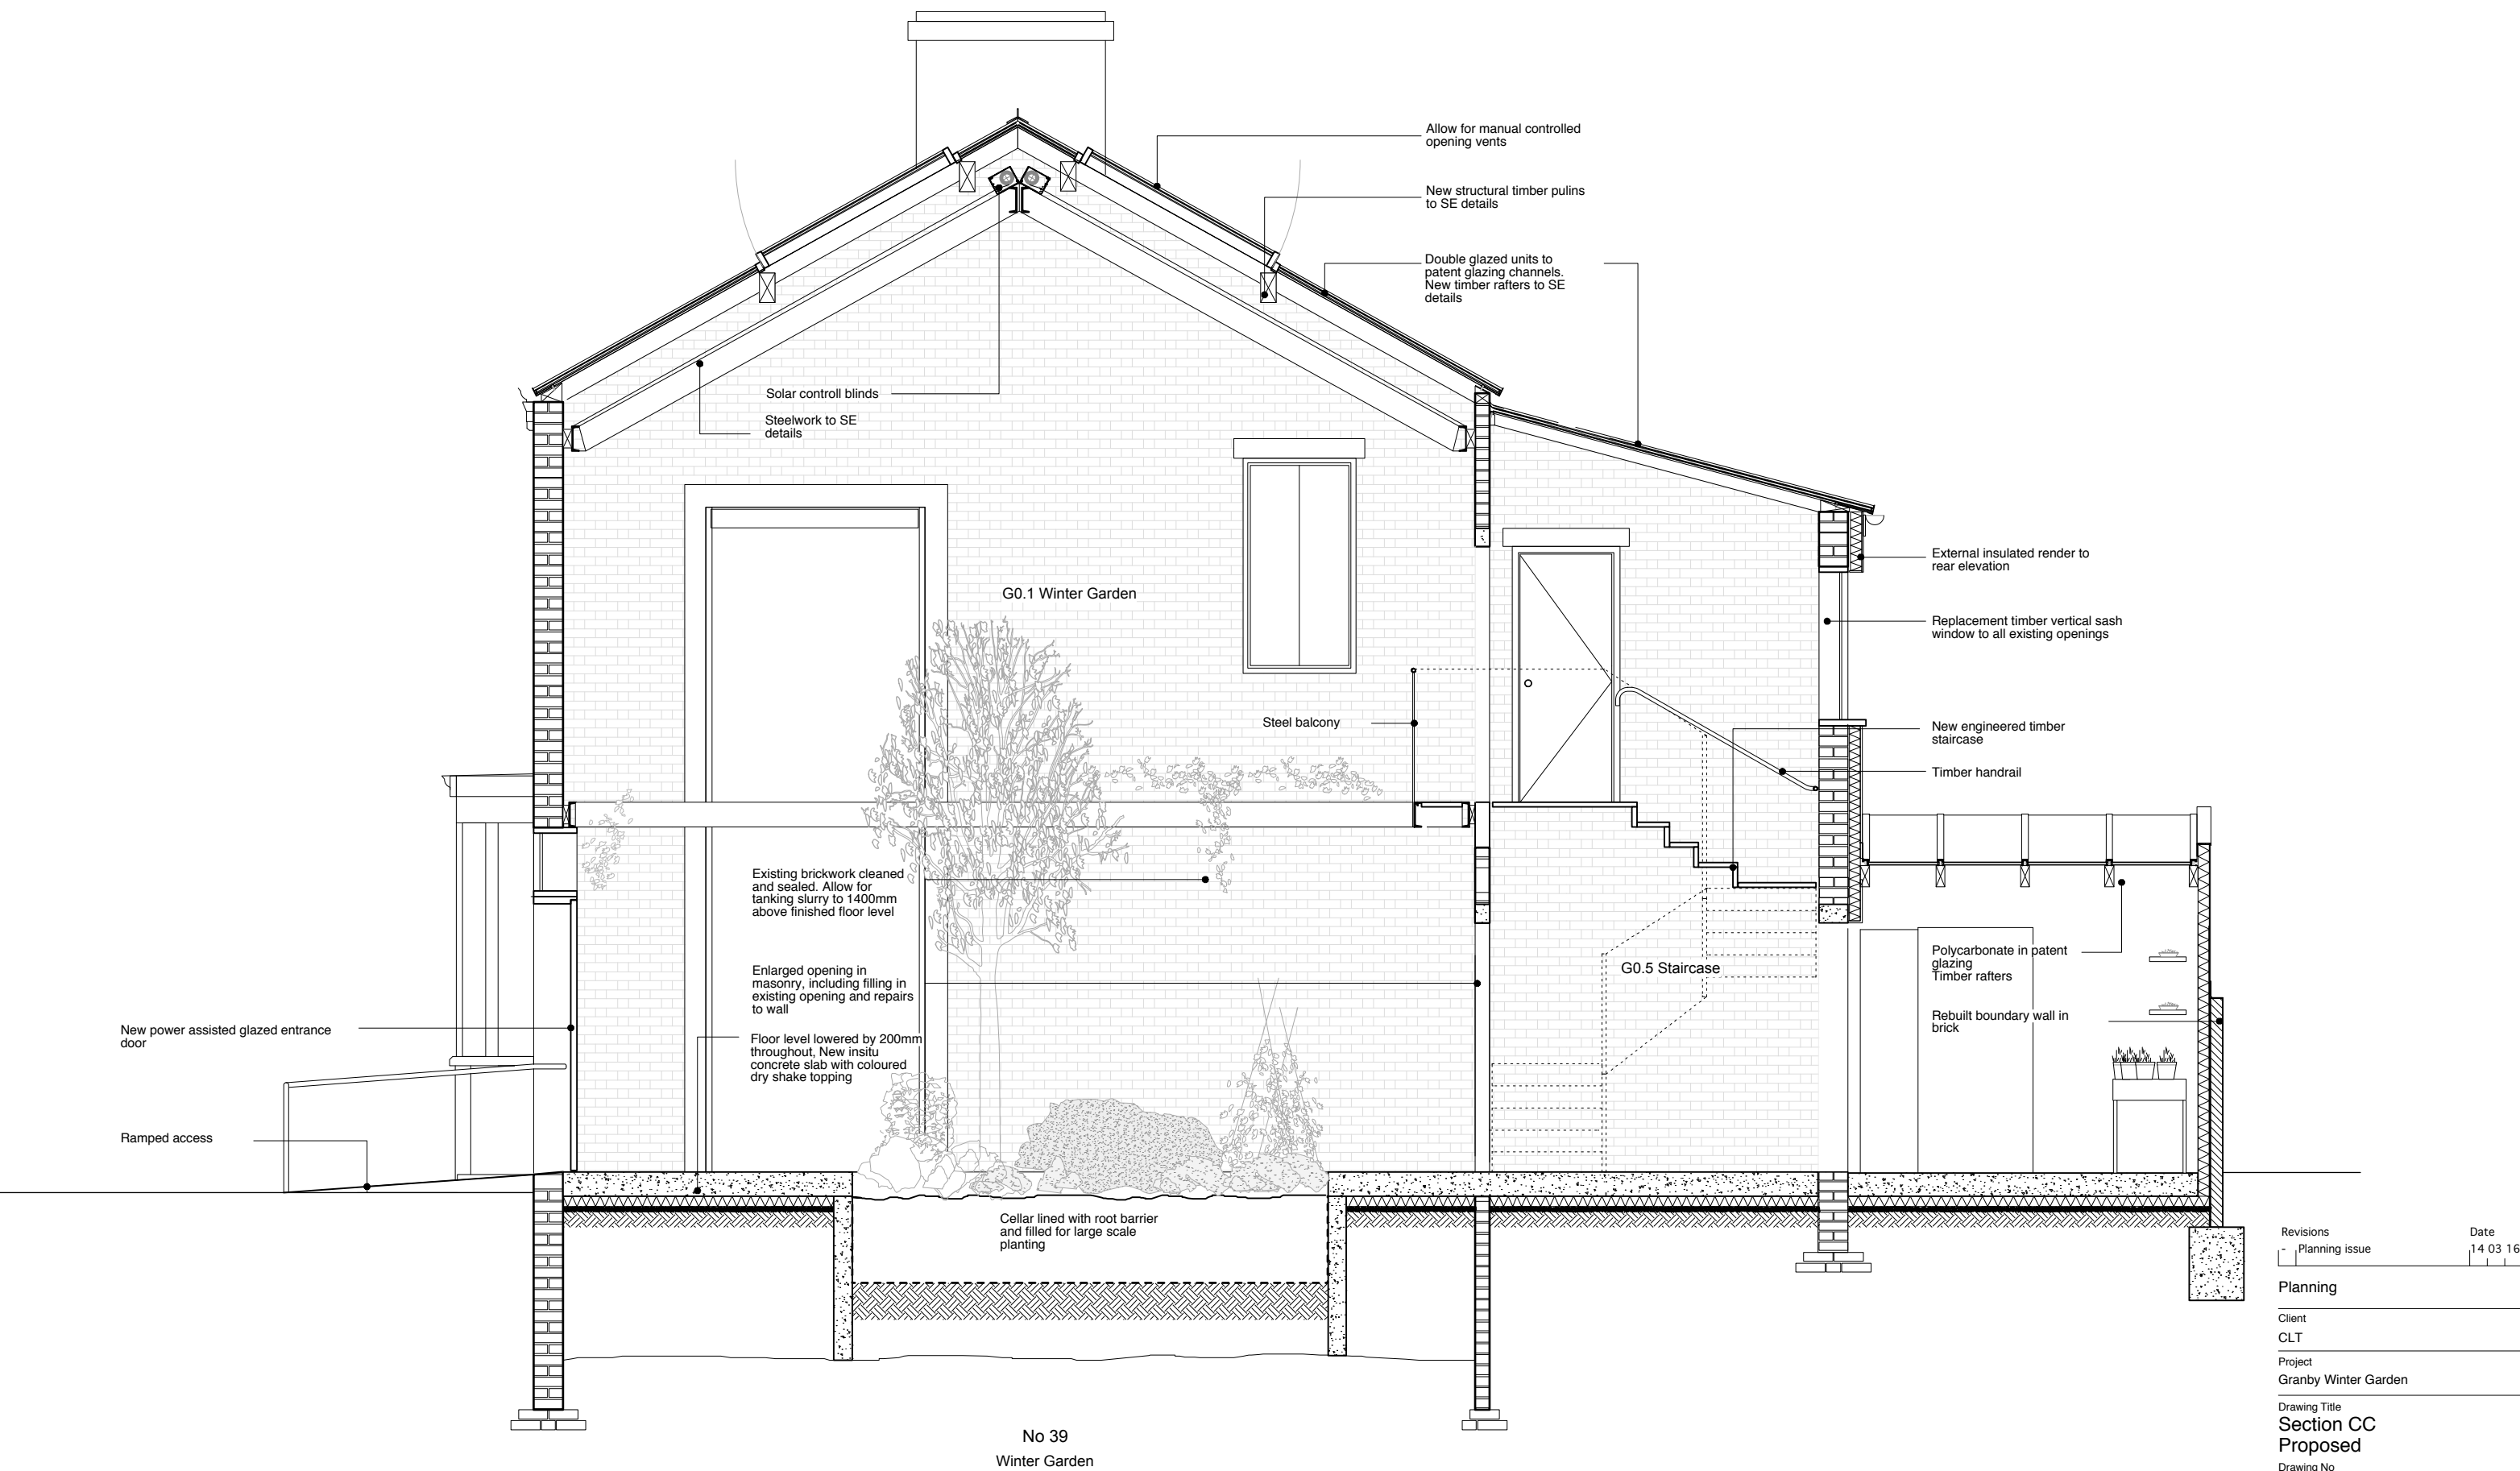 Allow for manual controlled
opening vents
New structural timber pulins
to SE details
Double glazed units to
patent glazing channels.
New timber rafters to SE
details
Solar controll blinds
Steelwork to SE
details
G0.1 Winter Garden
External insulated render to
rear elevation
Replacement timber vertical sash
window to all existing openings
Steel balcony
New engineered timber
staircase
Timber handrail
Existing brickwork cleaned
and sealed. Allow for
tanking slurry to 1400mm
above finished floor level
Enlarged opening in
masonry, including filling in
existing opening and repairs
to wall
Floor level lowered by 200mm
throughout, New insitu
concrete slab with coloured
dry shake topping
G0.5 Staircase
Polycarbonate in patent
glazing
Timber rafters
Rebuilt boundary wall in
brick
New power assisted glazed entrance
door
Ramped access
Cellar lined with root barrier
and filled for large scale
planting
No 39
Winter Garden
Revisions Date
- Planning issue 14 03 16
Planning
Client
CLT
Project
Granby Winter Garden
Drawing Title
Section CC
Proposed
Drawing No